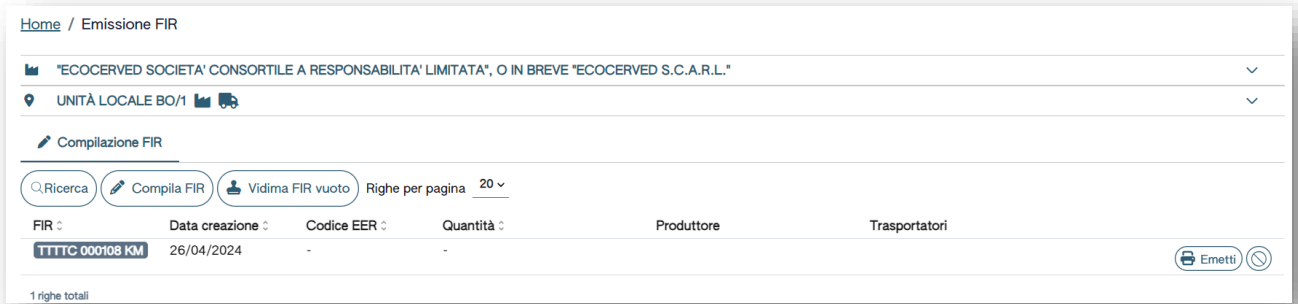 Home / Emissione FIR
"ECOCERVED SOCIETA' CONSORTILE A RESPONSABILITA' LIMITATA", O IN BREVE "ECOCERVED S.C.A.R.L."
UNITÀ LOCALE BO/1
Compilazione FIR
Ricerca Compila FIR Vidima FIR vuoto Righe per pagina 20
FIR Data creazione Codice EER Quantità Produttore Trasportatori
TTTTC 000108 KM 26/04/2024 - - Emetti
1 righe totali